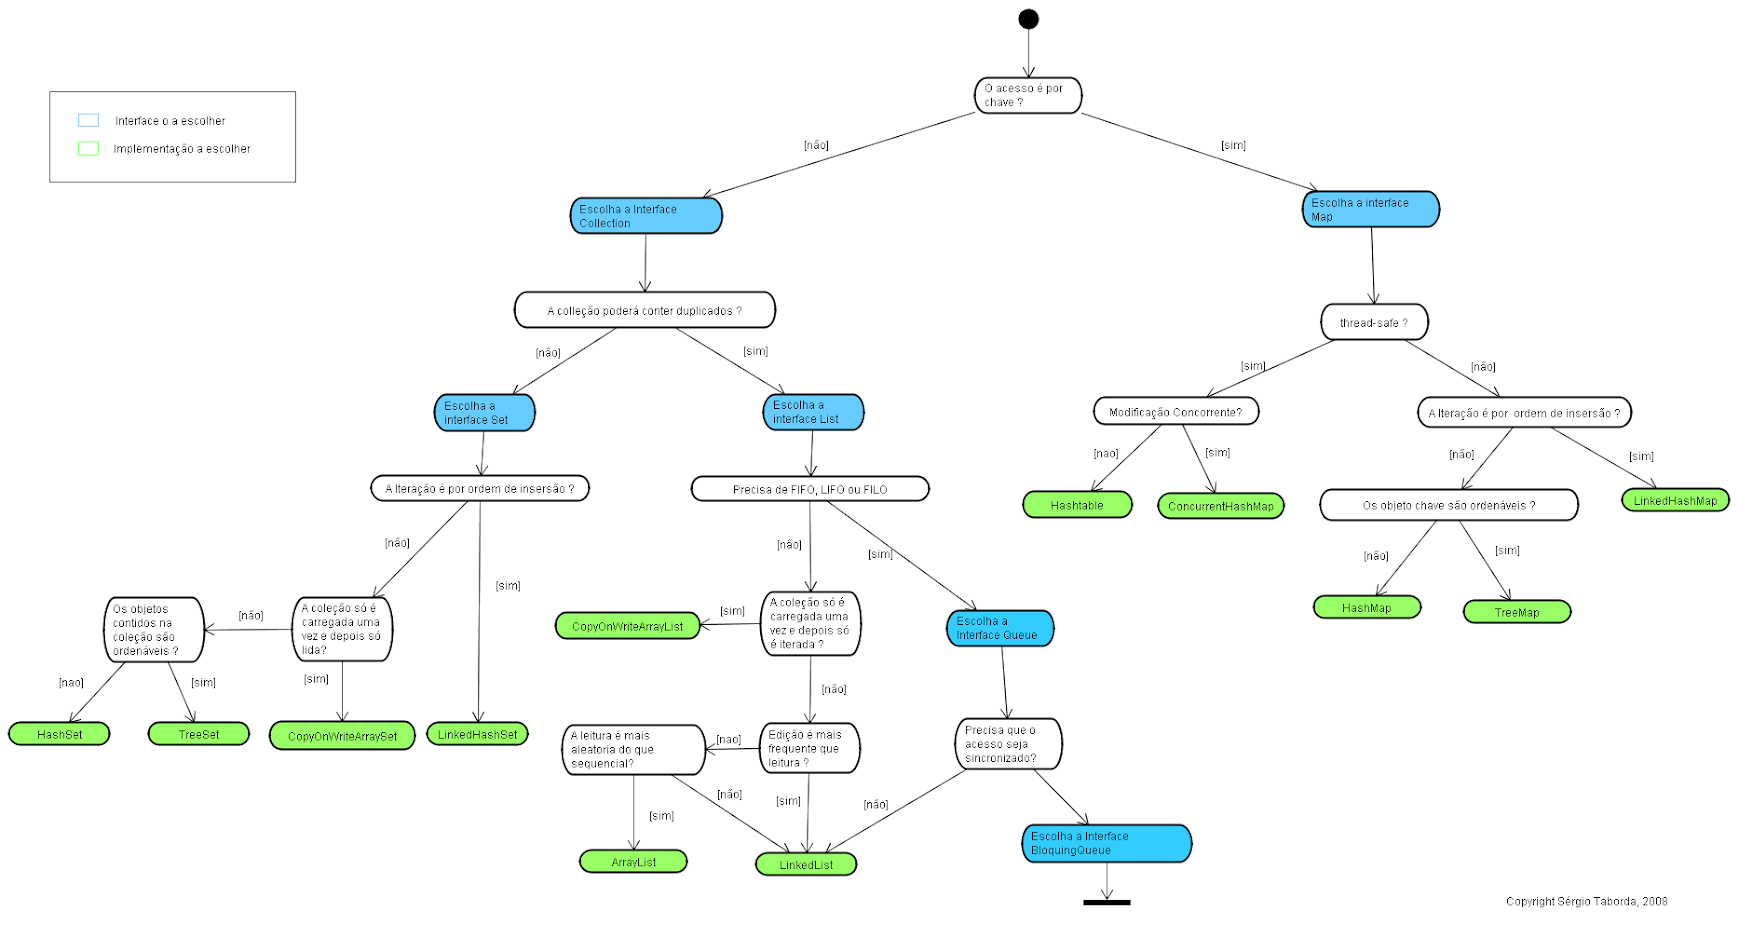 O acesso é por
chave ?
Interface o a escolher
Implementação a escolher
[não]
[sim]
Escolha a Interface
Collection
Escolha a interface
Map
A colleção poderá conter duplicados ?
thread-safe ?
[não]
[sim]
[sim]
[não]
Escolha a
interface Set
Escolha a
interface List
Modificação Concorrente?
A Iteração é por ordem de insersão ?
[nao]
[sim]
[não]
[sim]
A Iteração é por ordem de insersão ?
Precisa de FIFO, LIFO ou FILO
Hashtable
ConcurrentHashMap
Os objeto chave são ordenáveis ?
LinkedHashMap
[não]
[sim]
[não]
[sim]
[não]
[sim]
HashMap
TreeMap
Os objetos
contidos na
coleção são
ordenáveis ?
[não]
A coleção só é
carregada uma
vez e depois só
lida?
CopyOnWriteArrayList
[sim]
A coleção só é
carregada uma
vez e depois só
é iterada ?
Escolha a
Interface Queue
[nao]
[sim]
[sim]
[não]
HashSet
TreeSet
CopyOnWriteArraySet
LinkedHashSet
A leitura é mais
aleatoria do que
sequencial?
[nao]
Edição é mais
frequente que
leitura ?
Precisa que o
acesso seja
sincronizado?
[sim]
[não]
[sim]
[não]
Escolha a Interface
BloquingQueue
ArrayList
LinkedList
Copyright Sérgio Taborda, 2008